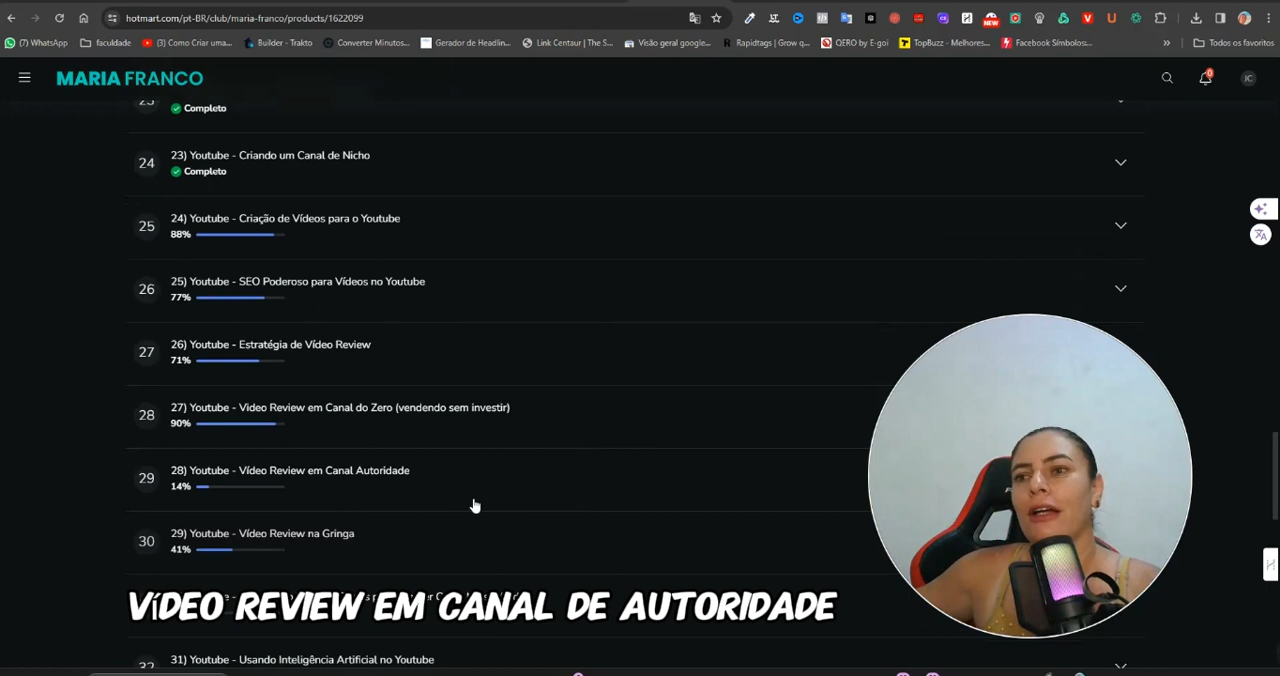 hotmart.com/pt-BR/club/maria-franco/products/1622099
(7) WhatsApp
faculdade
(3) Como Criar uma...
Builder - Trakto
Converter Minutos...
Gerador de Headlin...
Link Centaur | The S...
Visão geral google...
Rapidtags | Grow q...
QERO by E-goi
TopBuzz - Melhores...
Facebook Símbolos:...
»
Todos os favoritos
NEW
MARIA FRANCO
0
JC
Completo
24
23) Youtube - Criando um Canal de Nicho
Completo
25
24) Youtube - Criação de Vídeos para o Youtube
88%
26
25) Youtube - SEO Poderoso para Vídeos no Youtube
77%
27
26) Youtube - Estratégia de Vídeo Review
71%
28
27) Youtube - Video Review em Canal do Zero (vendendo sem investir)
90%
29
28) Youtube - Vídeo Review em Canal Autoridade
14%
30
29) Youtube - Vídeo Review na Gringa
41%
VÍDEO REVIEW EM CANAL DE AUTORIDADE
32
31) Youtube - Usando Inteligência Artificial no Youtube